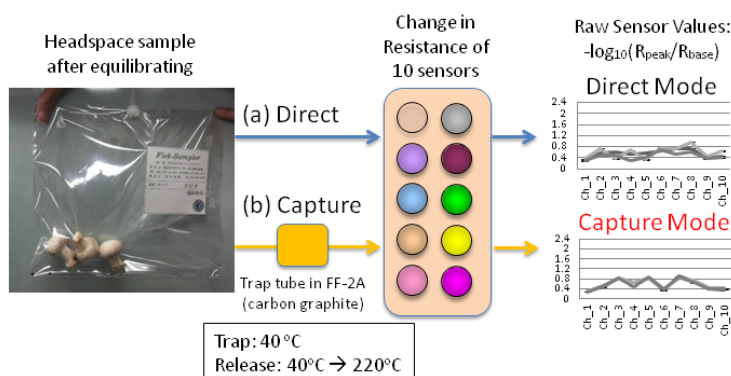 Headspace sample
after equilibrating
Flek-Sampler
(a) Direct
(b) Capture
Trap tube in FF-2A
(carbon graphite)
Trap: 40 °C
Release: 40°C → 220°C
Change in
Resistance of
10 sensors
Raw Sensor Values:
-log₁₀(Rpeak/Rbase)
Direct Mode
2.4
2
1.6
1.2
0.8
0.4
0
Ch_1
Ch_2
Ch_3
Ch_4
Ch_5
Ch_6
Ch_7
Ch_8
Ch_9
Ch_10
Capture Mode
2.4
2
1.6
1.2
0.8
0.4
0
Ch_1
Ch_2
Ch_3
Ch_4
Ch_5
Ch_6
Ch_7
Ch_8
Ch_9
Ch_10